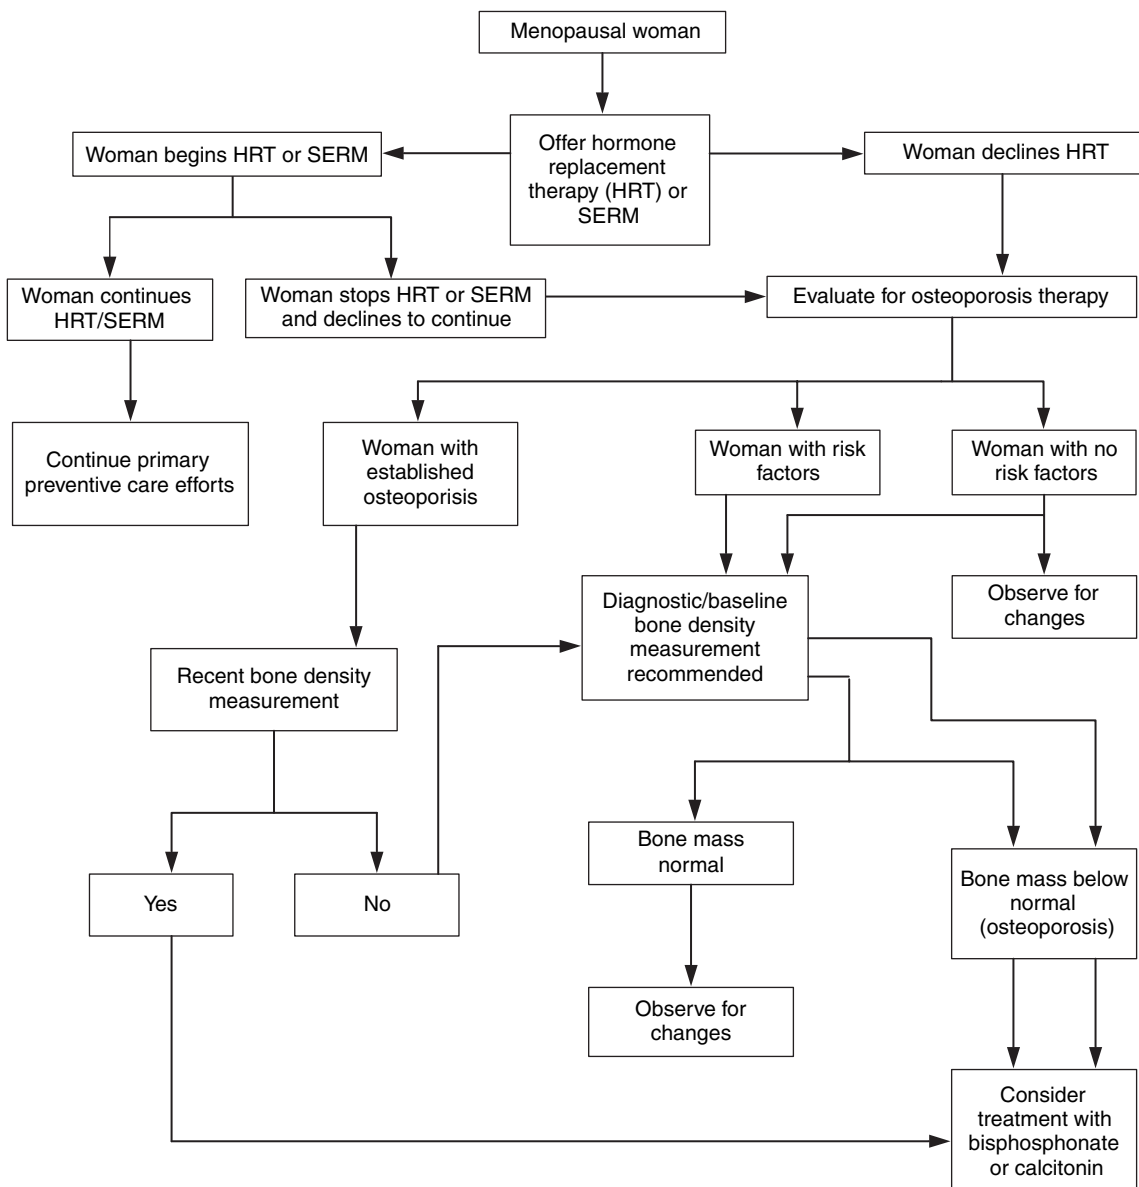 Menopausal woman
Woman begins HRT or SERM
Offer hormone
replacement
therapy (HRT) or
SERM
Woman declines HRT
Woman continues
HRT/SERM
Woman stops HRT or SERM
and declines to continue
Evaluate for osteoporosis therapy
Continue primary
preventive care efforts
Woman with
established
osteoporisis
Woman with risk
factors
Woman with no
risk factors
Diagnostic/baseline
bone density
measurement
recommended
Observe for
changes
Recent bone density
measurement
Bone mass
normal
Bone mass below
normal
(osteoporosis)
Yes
No
Observe for
changes
Consider
treatment with
bisphosphonate
or calcitonin